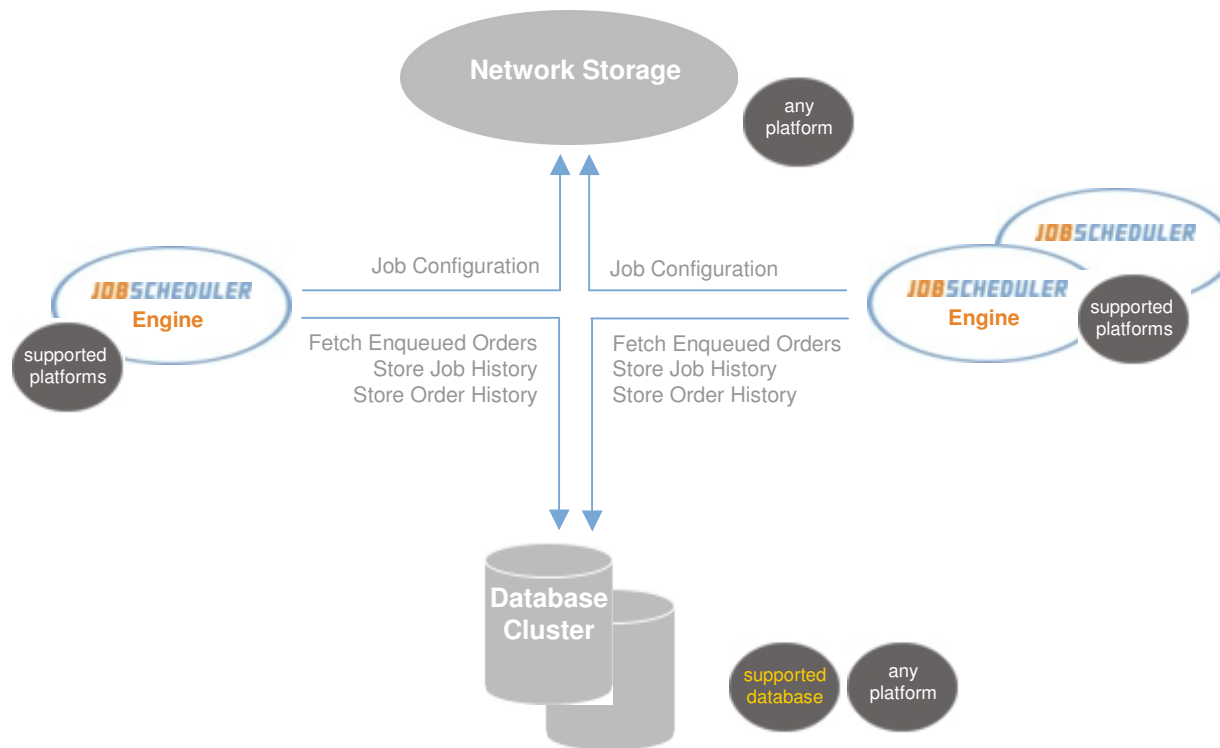 Network Storage
any
platform
JOBSCHEDULER
Job Configuration
Job Configuration
JOBSCHEDULER
Engine
JOBSCHEDULER
Engine
supported
platforms
supported
platforms
Fetch Enqueued Orders
Store Job History
Store Order History
Fetch Enqueued Orders
Store Job History
Store Order History
Database
Cluster
supported
database
any
platform